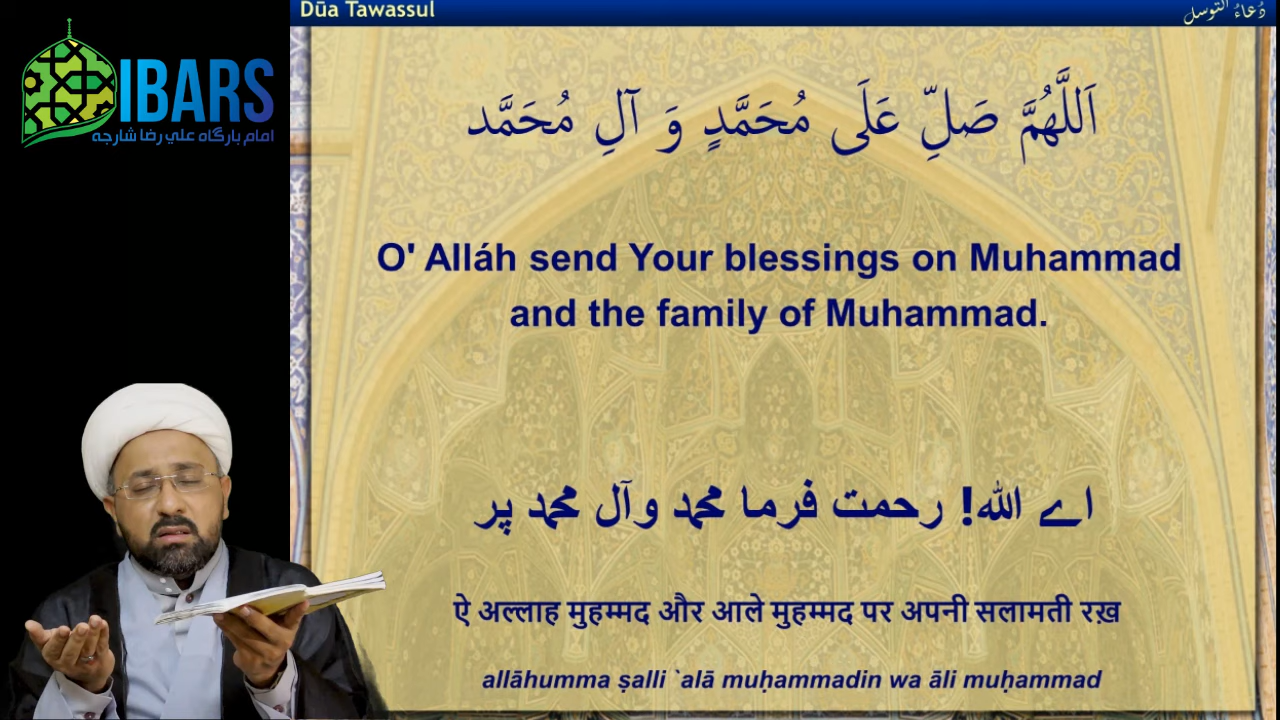 Dūa Tawassul
دُعاءُ التوسل
IBARS
امام بارگاه علي رضا شارجه
اَللَّهُمَّ صَلِّ عَلَى مُحَمَّدٍ وَ آلِ مُحَمَّد
O' Alláh send Your blessings on Muhammad
and the family of Muhammad.
اے اللہ! رحمت فرما محمد وآل محمد پر
ऐ अल्लाह मुहम्मद और आले मुहम्मद पर अपनी सलामती रख़
allāhumma ṣalli `alā muḥammadin wa āli muḥammad